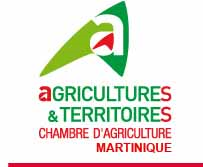 a
aGRICULTURES
& TERRITOIRES
CHAMBRE D'AGRICULTURE
MARTINIQUE